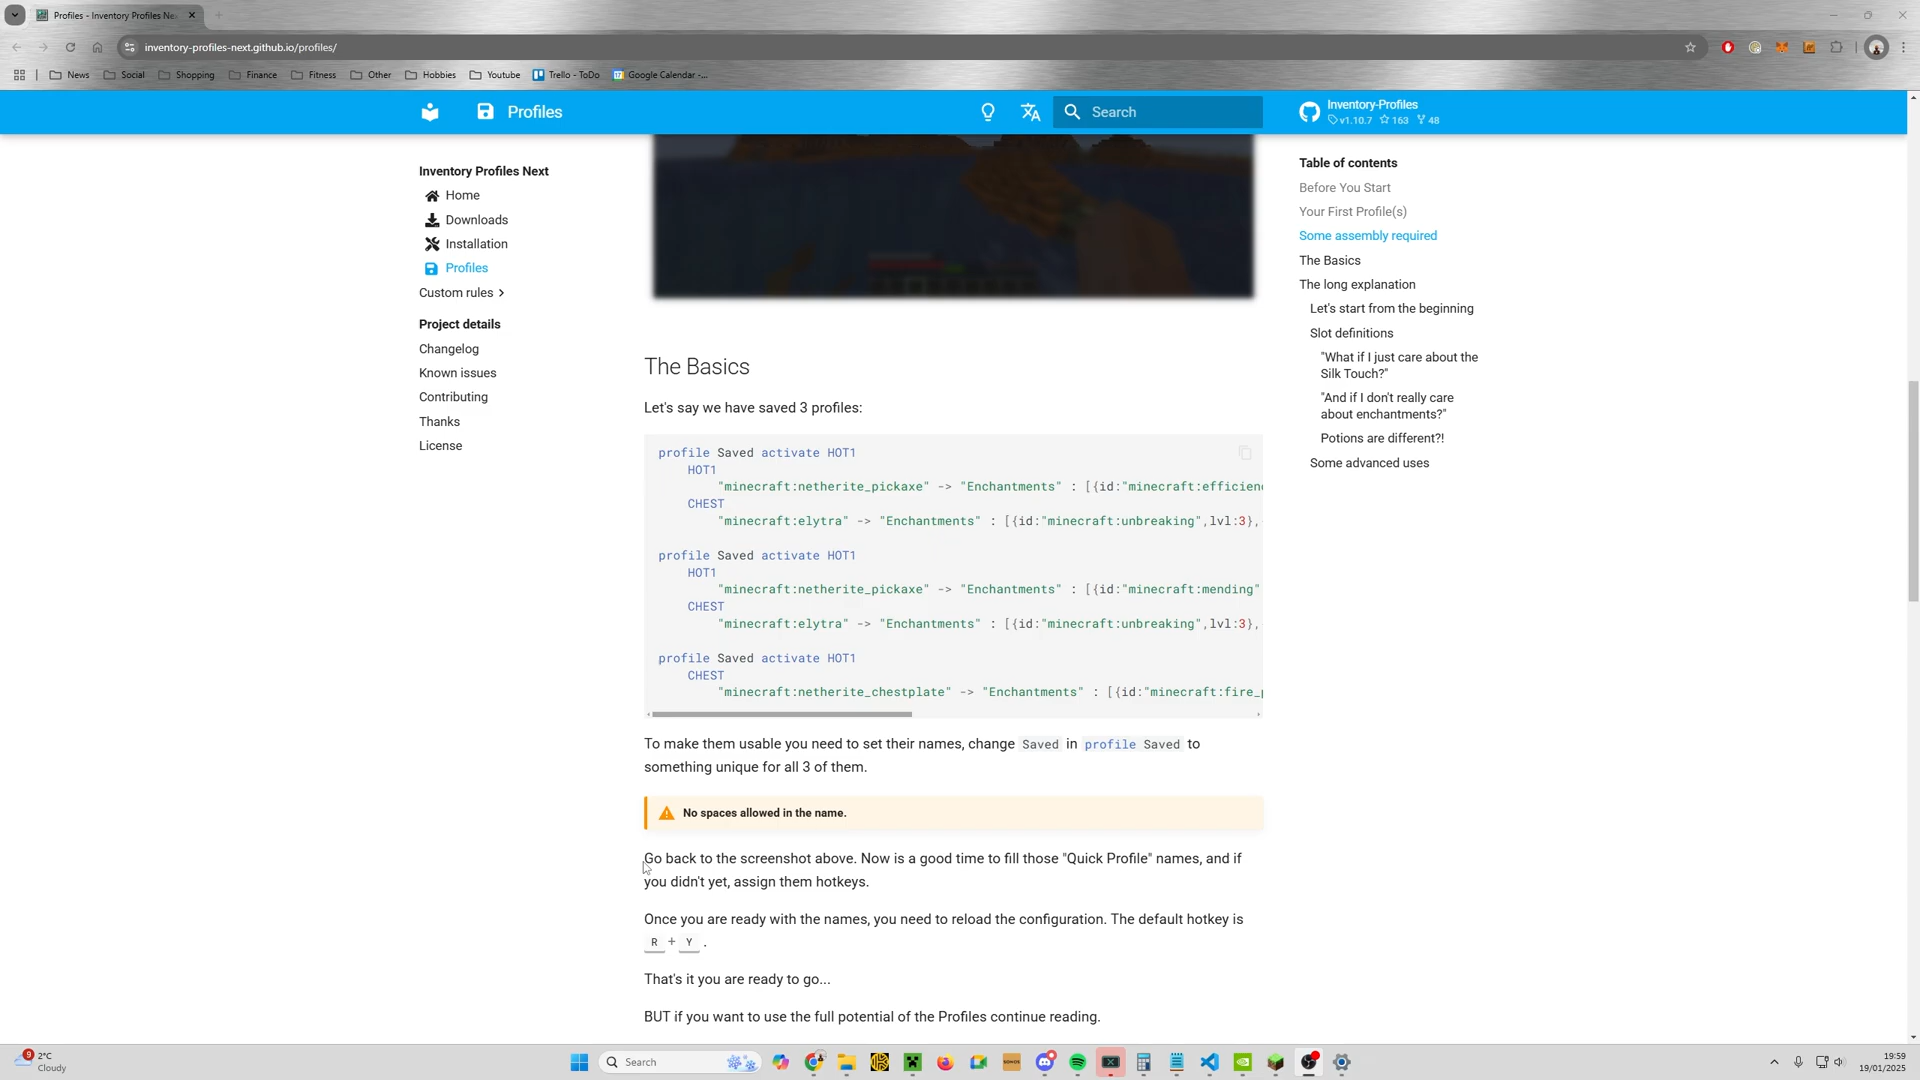 Profiles - Inventory Profiles Ne
inventory-profiles-next.github.io/profiles/
News
Social
Shopping
Finance
Fitness
Other
Hobbies
Youtube
Trello - ToDo
Google Calendar -...
Profiles
Search
Inventory-Profiles
v1.10.7 163 48
Inventory Profiles Next
Home
Downloads
Installation
Profiles
Custom rules
Project details
Changelog
Known issues
Contributing
Thanks
License
The Basics
Let's say we have saved 3 profiles:
profile Saved activate HOT1
HOT1
"minecraft:netherite_pickaxe" -> "Enchantments" : [{id:"minecraft:efficienc
CHEST
"minecraft:elytra" -> "Enchantments" : [{id:"minecraft:unbreaking",lvl:3},
profile Saved activate HOT1
HOT1
"minecraft:netherite_pickaxe" -> "Enchantments" : [{id:"minecraft:mending"
CHEST
"minecraft:elytra" -> "Enchantments" : [{id:"minecraft:unbreaking",lvl:3},
profile Saved activate HOT1
CHEST
"minecraft:netherite_chestplate" -> "Enchantments" : [{id:"minecraft:fire_p
To make them usable you need to set their names, change Saved in profile Saved to
something unique for all 3 of them.
No spaces allowed in the name.
Go back to the screenshot above. Now is a good time to fill those "Quick Profile" names, and if
you didn't yet, assign them hotkeys.
Once you are ready with the names, you need to reload the configuration. The default hotkey is
R + Y .
That's it you are ready to go...
BUT if you want to use the full potential of the Profiles continue reading.
Table of contents
Before You Start
Your First Profile(s)
Some assembly required
The Basics
The long explanation
Let's start from the beginning
Slot definitions
"What if I just care about the
Silk Touch?"
"And if I don't really care
about enchantments?"
Potions are different?!
Some advanced uses
9
2°C
Cloudy
Search
SONOS
19:59
19/01/2025